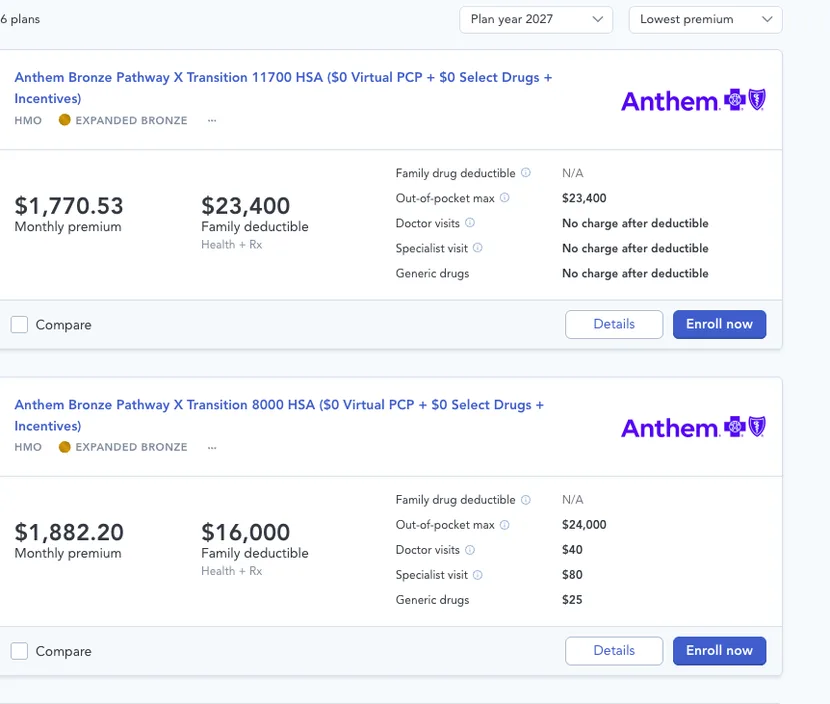 6 plans
Plan year 2027
Lowest premium
Anthem Bronze Pathway X Transition 11700 HSA ($0 Virtual PCP + $0 Select Drugs +
Incentives)
Anthem
HMO EXPANDED BRONZE ...
Family drug deductible N/A
Out-of-pocket max $23,400
Doctor visits No charge after deductible
Specialist visit No charge after deductible
Generic drugs No charge after deductible
$1,770.53
Monthly premium
$23,400
Family deductible
Health + Rx
Compare
Details
Enroll now
Anthem Bronze Pathway X Transition 8000 HSA ($0 Virtual PCP + $0 Select Drugs +
Incentives)
Anthem
HMO EXPANDED BRONZE ...
Family drug deductible N/A
Out-of-pocket max $24,000
Doctor visits $40
Specialist visit $80
Generic drugs $25
$1,882.20
Monthly premium
$16,000
Family deductible
Health + Rx
Compare
Details
Enroll now